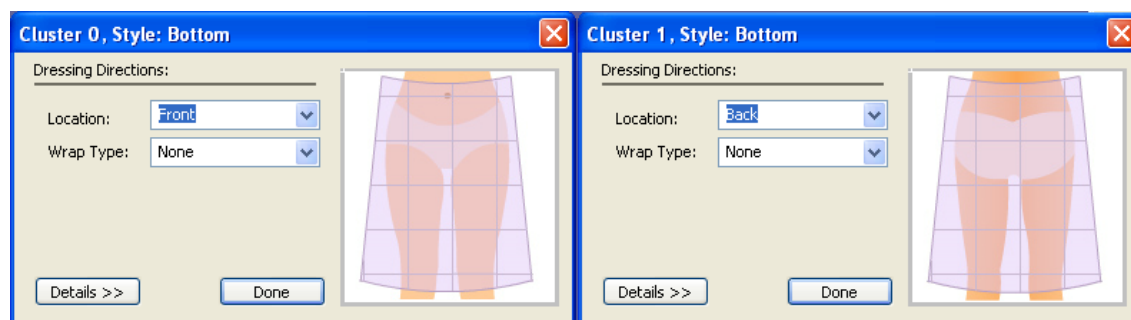 Cluster 0, Style: Bottom
Dressing Directions:
Location: Front
Wrap Type: None
Details >> Done
Cluster 1, Style: Bottom
Dressing Directions:
Location: Back
Wrap Type: None
Details >> Done